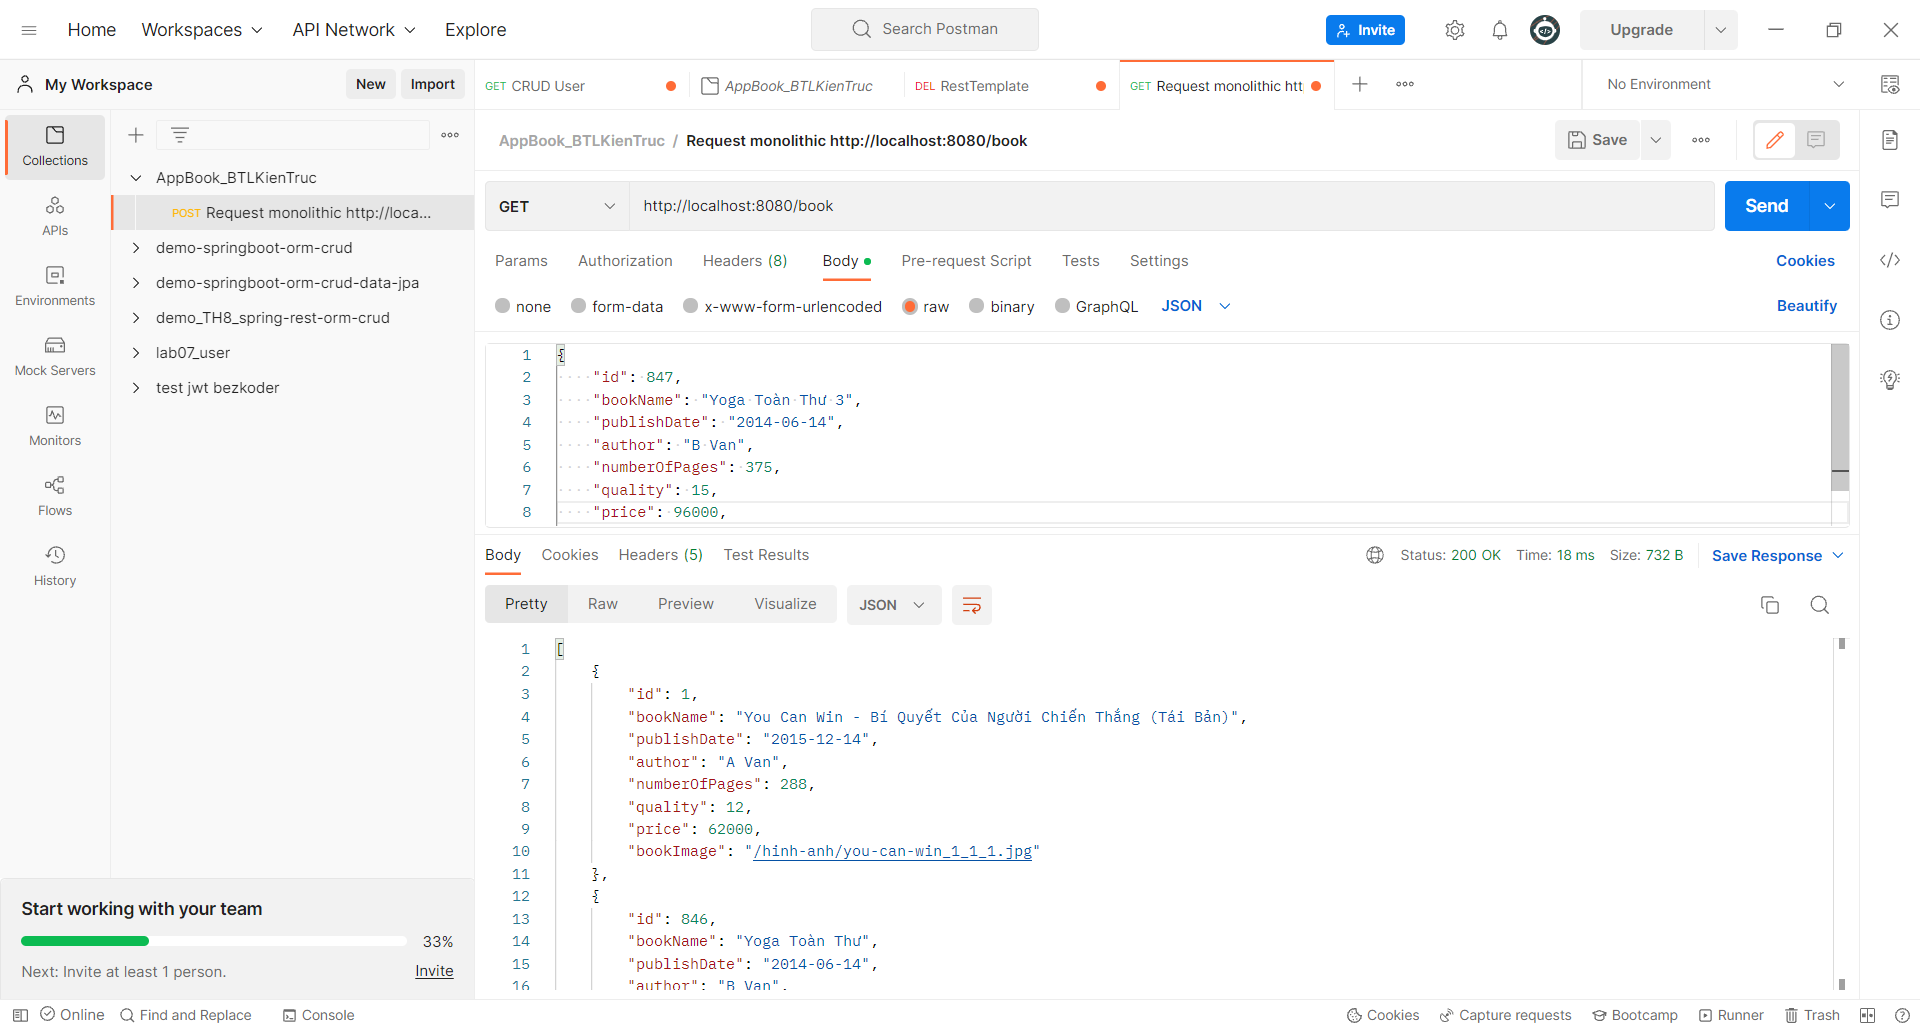 Home Workspaces API Network Explore Search Postman Invite Upgrade
My Workspace New Import
GET CRUD User AppBook_BTLKienTruc DEL RestTemplate GET Request monolithic htt No Environment
Collections
APIs
Environments
Mock Servers
Monitors
Flows
History
AppBook_BTLKienTruc
POST Request monolithic http://loca...
demo-springboot-orm-crud
demo-springboot-orm-crud-data-jpa
demo_TH8_spring-rest-orm-crud
lab07_user
test jwt bezkoder
Start working with your team
33%
Next: Invite at least 1 person. Invite
AppBook_BTLKienTruc / Request monolithic http://localhost:8080/book Save
GET http://localhost:8080/book Send
Params Authorization Headers (8) Body Pre-request Script Tests Settings Cookies
none form-data x-www-form-urlencoded raw binary GraphQL JSON Beautify
1 {
2 "id": 847,
3 "bookName": "Yoga Toàn Thư 3",
4 "publishDate": "2014-06-14",
5 "author": "B Van",
6 "numberOfPages": 375,
7 "quality": 15,
8 "price": 96000,
Body Cookies Headers (5) Test Results Status: 200 OK Time: 18 ms Size: 732 B Save Response
Pretty Raw Preview Visualize JSON
1 [
2 {
3 "id": 1,
4 "bookName": "You Can Win - Bí Quyết Của Người Chiến Thắng (Tái Bản)",
5 "publishDate": "2015-12-14",
6 "author": "A Van",
7 "numberOfPages": 288,
8 "quality": 12,
9 "price": 62000,
10 "bookImage": "/hinh-anh/you-can-win_1_1_1.jpg"
11 },
12 {
13 "id": 846,
14 "bookName": "Yoga Toàn Thư",
15 "publishDate": "2014-06-14",
16 "author": "B Van",
Online Find and Replace Console Cookies Capture requests Bootcamp Runner Trash